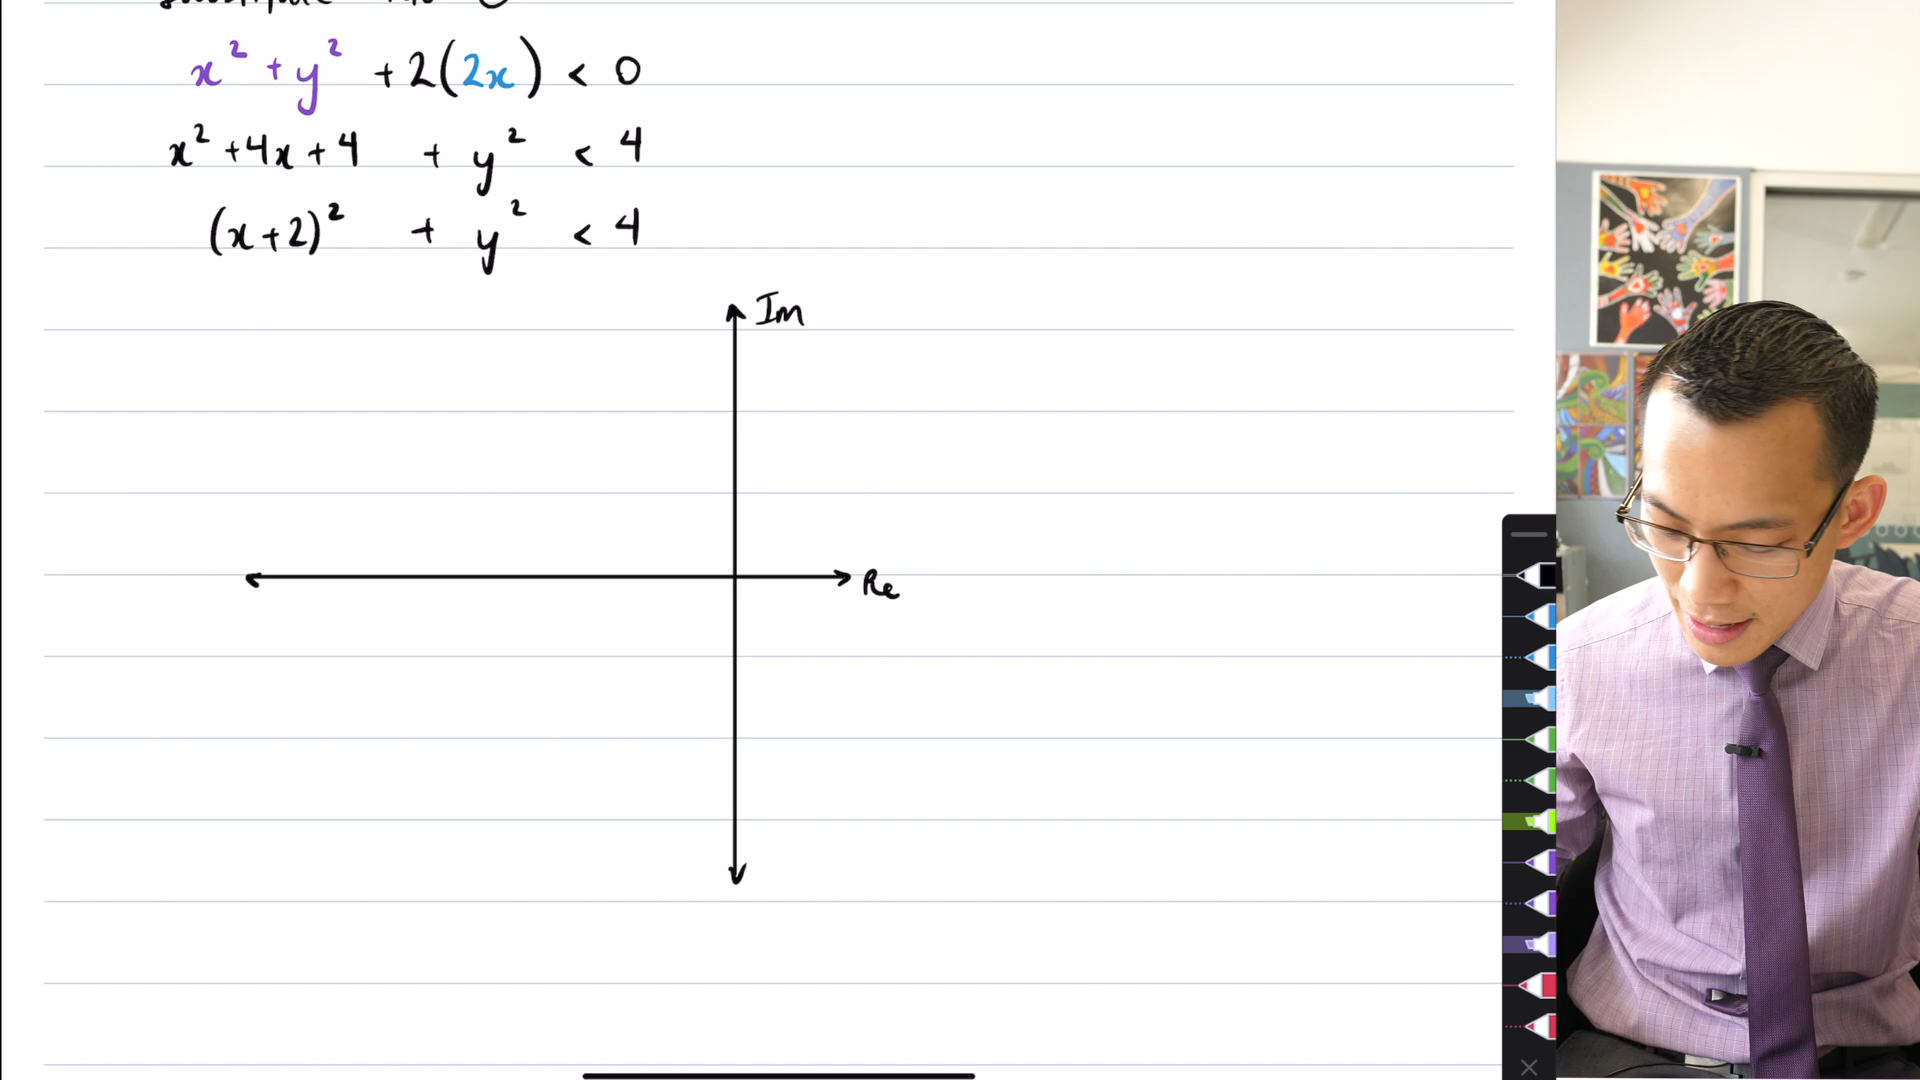 x² + y² + 2(2x) < 0
x² + 4x + 4 + y² < 4
(x + 2)² + y² < 4
Im
Re